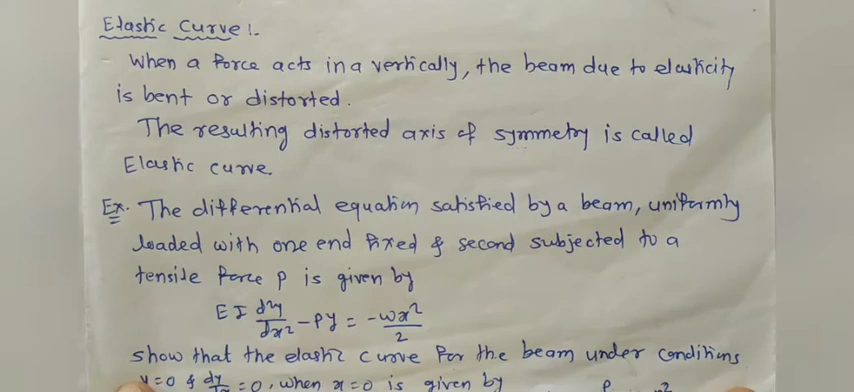 Elastic Curve :-
When a force acts in a vertically, the beam due to elasticity
is bent or distorted.
The resulting distorted axis of symmetry is called
Elastic curve.
Ex. The differential equation satisfied by a beam, uniformly
loaded with one end fixed & second subjected to a
tensile force P is given by
EI d²y/dx² - Py = -wx²/2
show that the elastic curve for the beam under conditions
y=0 & dy/dx=0, when x=0 is given by